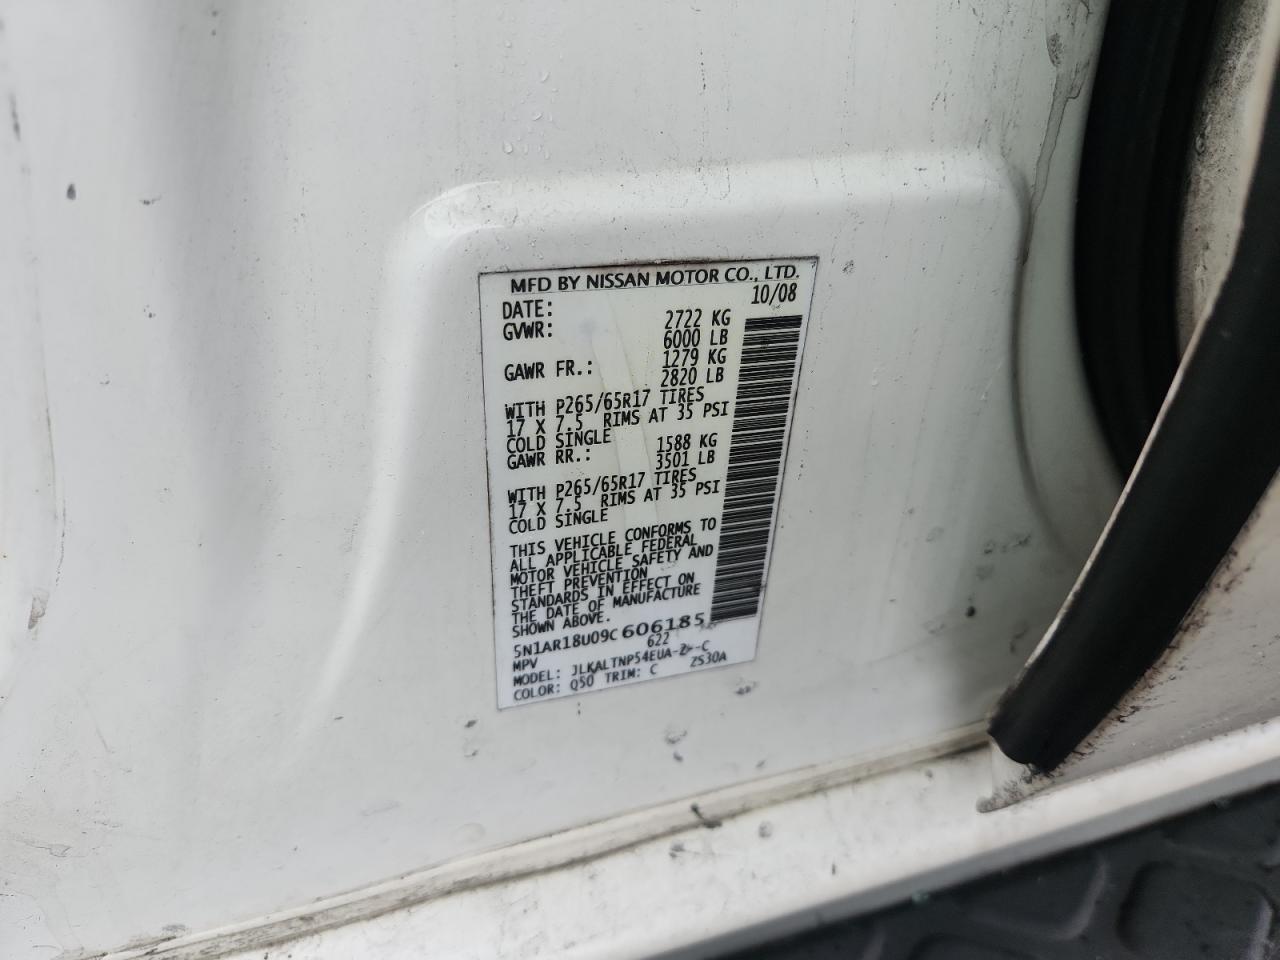 MFD BY NISSAN MOTOR CO., LTD.
DATE: 10/08
GVWR: 2722 KG
6000 LB
GAWR FR.: 1279 KG
2820 LB
WITH P265/65R17 TIRES
17 X 7.5 RIMS AT 35 PSI
COLD SINGLE
GAWR RR.: 1588 KG
3501 LB
WITH P265/65R17 TIRES
17 X 7.5 RIMS AT 35 PSI
COLD SINGLE
THIS VEHICLE CONFORMS TO
ALL APPLICABLE FEDERAL
MOTOR VEHICLE SAFETY AND
THEFT PREVENTION
STANDARDS IN EFFECT ON
THE DATE OF MANUFACTURE
SHOWN ABOVE.
5N1AR18U09C606185
MPV 622
MODEL: JLKALTNP54EUA-
COLOR: Q50 TRIM: C ZS30A